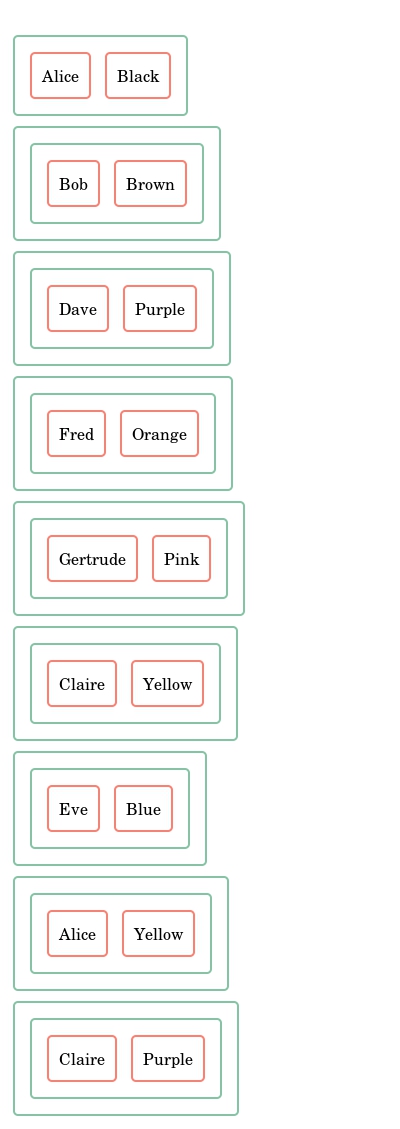 Alice Black
Bob Brown
Dave Purple
Fred Orange
Gertrude Pink
Claire Yellow
Eve Blue
Alice Yellow
Claire Purple